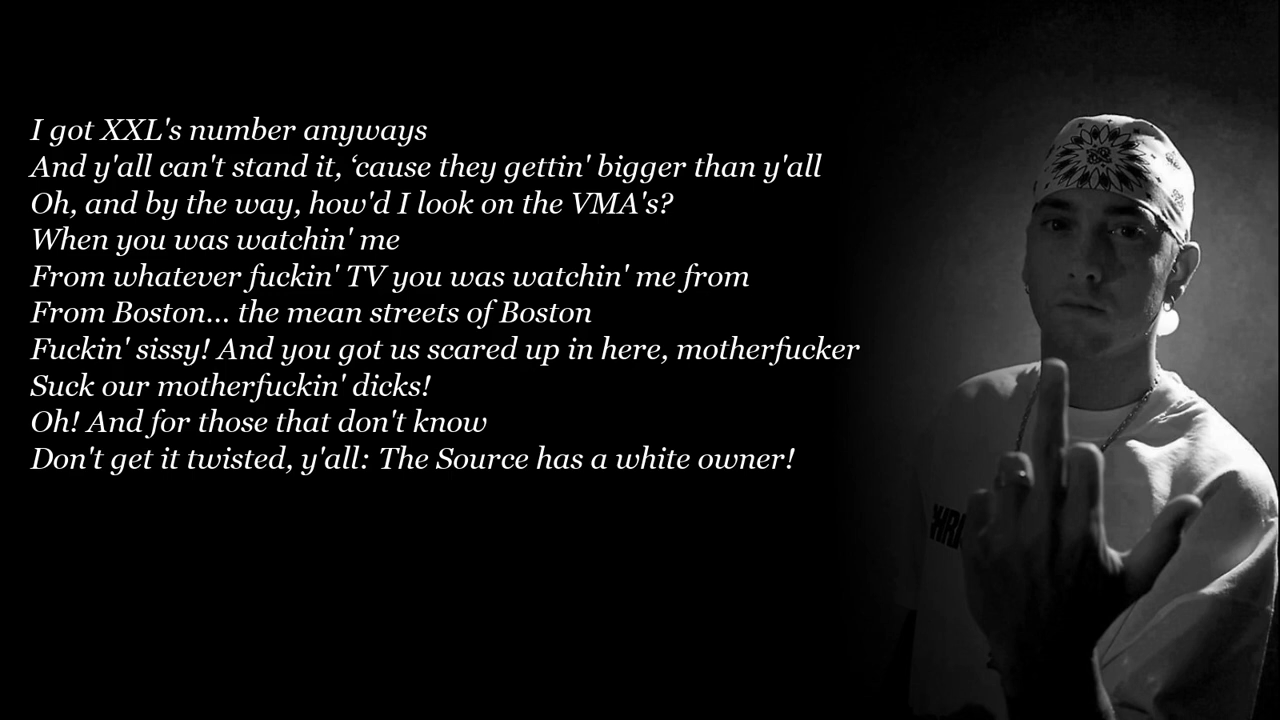 I got XXL's number anyways
And y'all can't stand it, ‘cause they gettin' bigger than y'all
Oh, and by the way, how'd I look on the VMA's?
When you was watchin' me
From whatever fuckin' TV you was watchin' me from
From Boston... the mean streets of Boston
Fuckin' sissy! And you got us scared up in here, motherfucker
Suck our motherfuckin' dicks!
Oh! And for those that don't know
Don't get it twisted, y'all: The Source has a white owner!